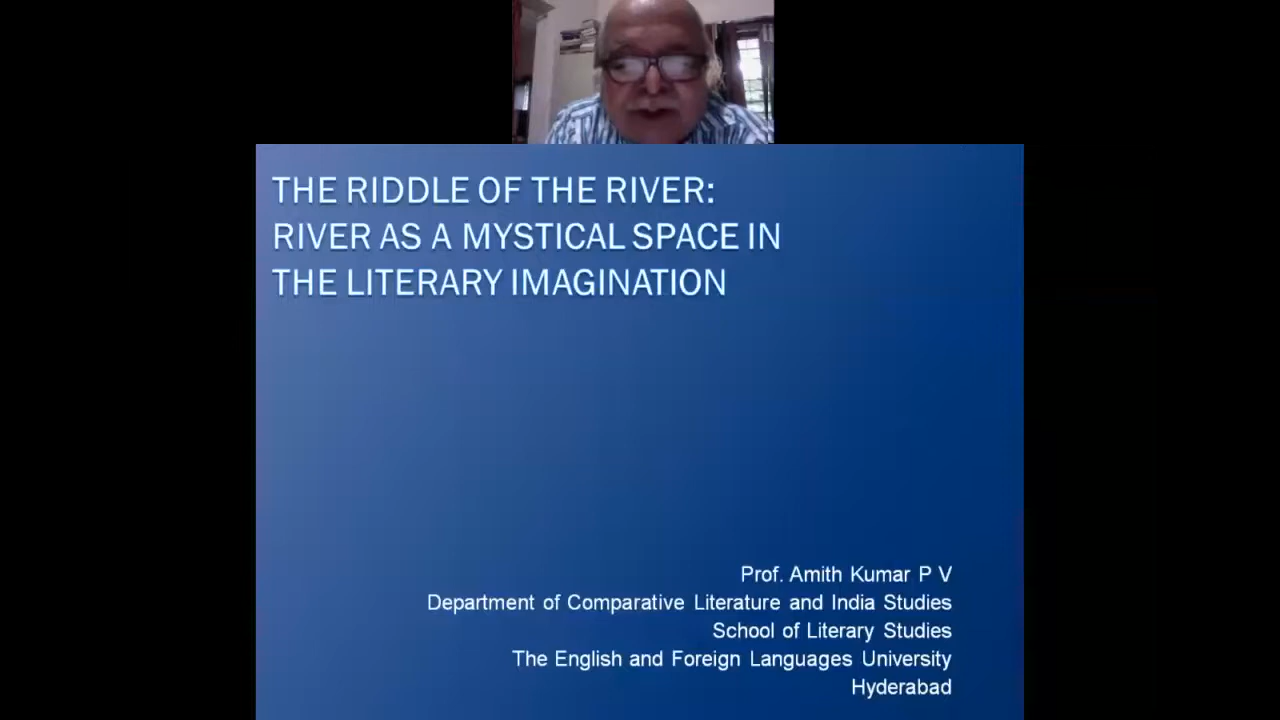 THE RIDDLE OF THE RIVER:
RIVER AS A MYSTICAL SPACE IN
THE LITERARY IMAGINATION
Prof. Amith Kumar P V
Department of Comparative Literature and India Studies
School of Literary Studies
The English and Foreign Languages University
Hyderabad